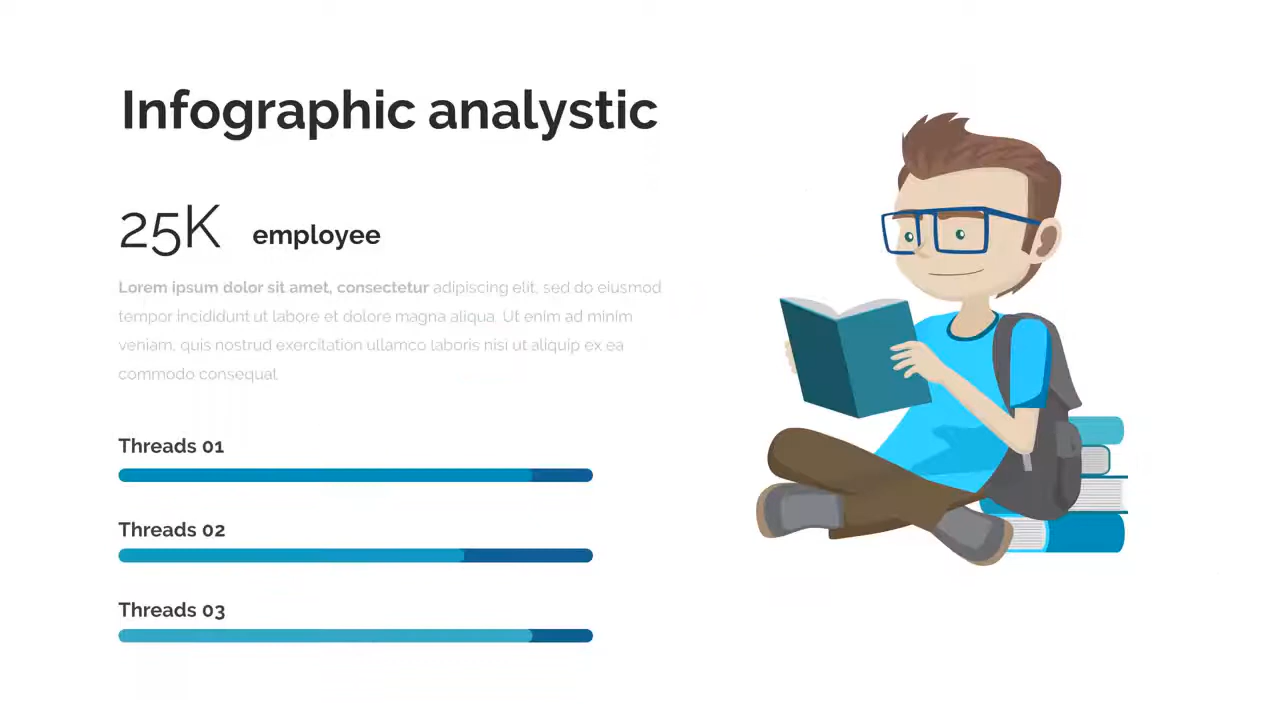 Infographic analystic
25K employee
Lorem ipsum dolor sit amet, consectetur adipiscing elit, sed do eiusmod
tempor incididunt ut labore et dolore magna aliqua. Ut enim ad minim
veniam, quis nostrud exercitation ullamco laboris nisi ut aliquip ex ea
commodo consequat.
Threads 01
Threads 02
Threads 03